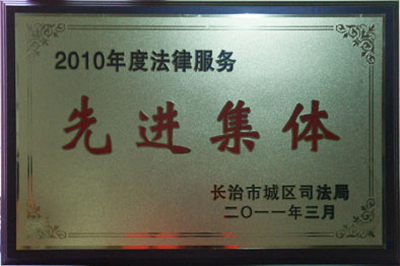 2010年度法律服务
先进集体
长治市城区司法局
二〇一一年三月